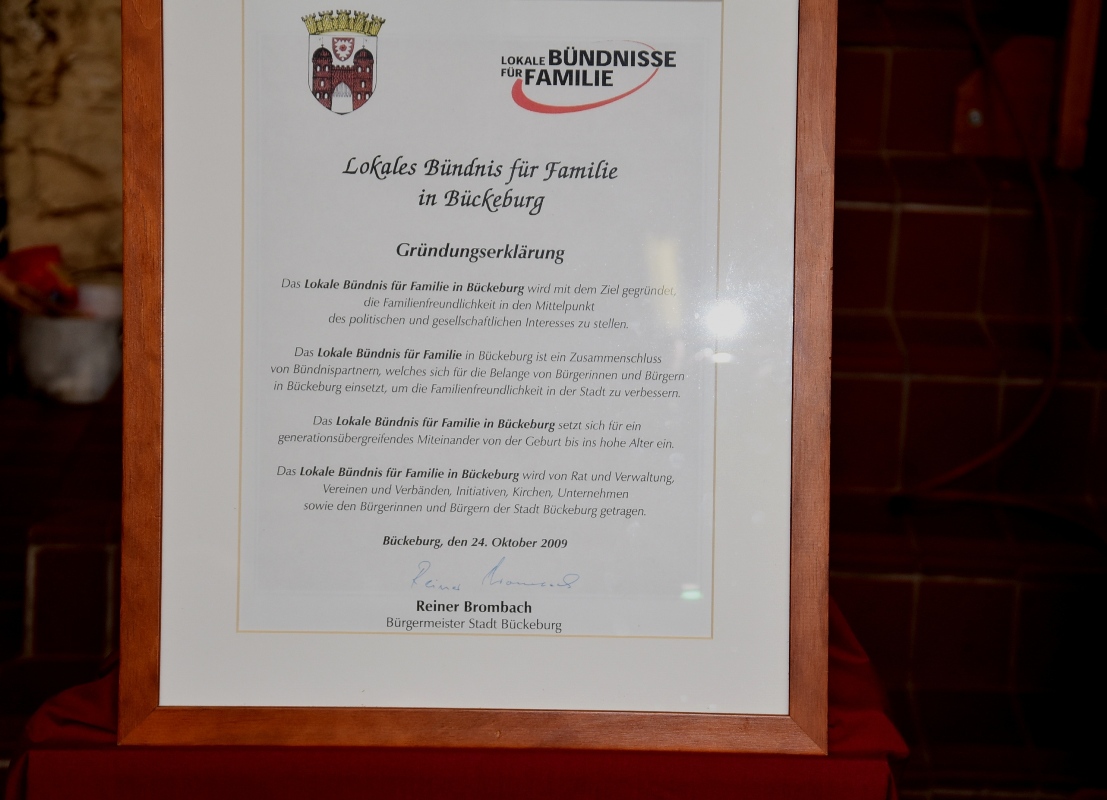 LOKALE BÜNDNISSE
FÜR FAMILIE
Lokales Bündnis für Familie
in Bückeburg
Gründungserklärung
Das Lokale Bündnis für Familie in Bückeburg wird mit dem Ziel gegründet,
die Familienfreundlichkeit in den Mittelpunkt
des politischen und gesellschaftlichen Interesses zu stellen.
Das Lokale Bündnis für Familie in Bückeburg ist ein Zusammenschluss
von Bündnispartnern, welches sich für die Belange von Bürgerinnen und Bürgern
in Bückeburg einsetzt, um die Familienfreundlichkeit in der Stadt zu verbessern.
Das Lokale Bündnis für Familie in Bückeburg setzt sich für ein
generationsübergreifendes Miteinander von der Geburt bis ins hohe Alter ein.
Das Lokale Bündnis für Familie in Bückeburg wird von Rat und Verwaltung,
Vereinen und Verbänden, Initiativen, Kirchen, Unternehmen
sowie den Bürgerinnen und Bürgern der Stadt Bückeburg getragen.
Bückeburg, den 24. Oktober 2009
Reiner Brombach
Reiner Brombach
Bürgermeister Stadt Bückeburg